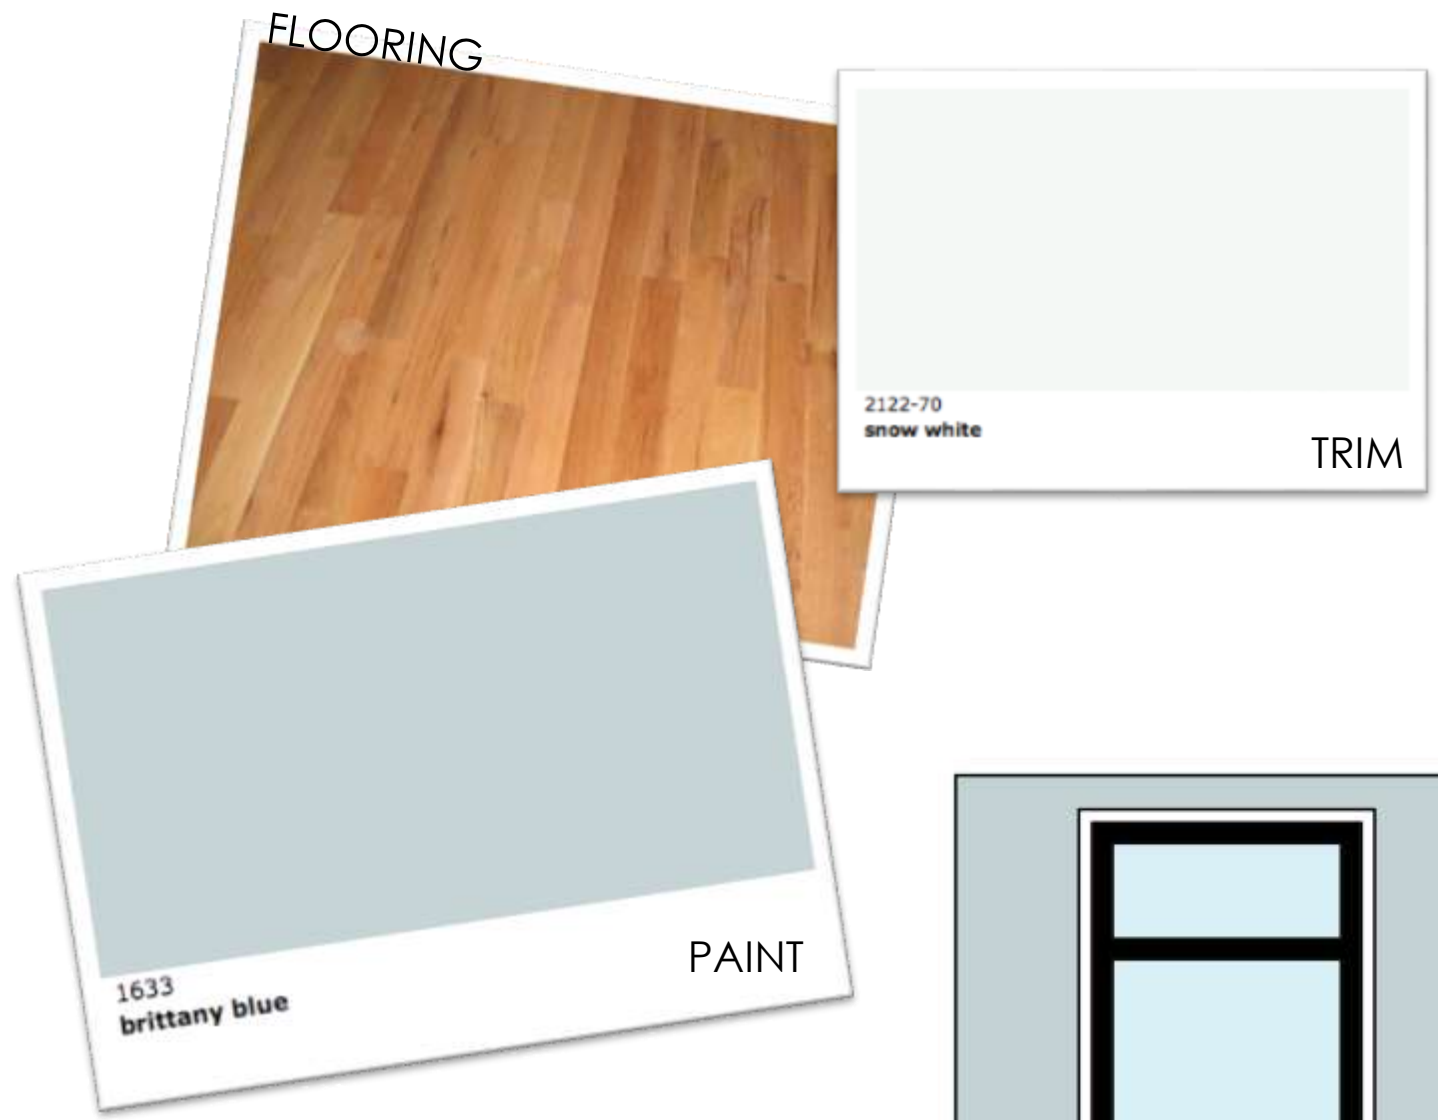 FLOORING
2122-70
snow white
TRIM
PAINT
1633
brittany blue